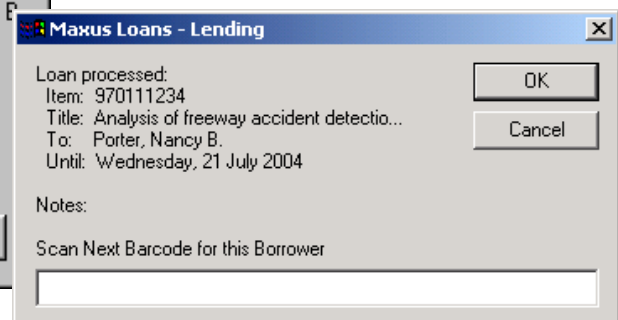 B
Maxus Loans - Lending
Loan processed:
Item: 970111234
Title: Analysis of freeway accident detectio...
To: Porter, Nancy B.
Until: Wednesday, 21 July 2004
OK
Cancel
Notes:
Scan Next Barcode for this Borrower